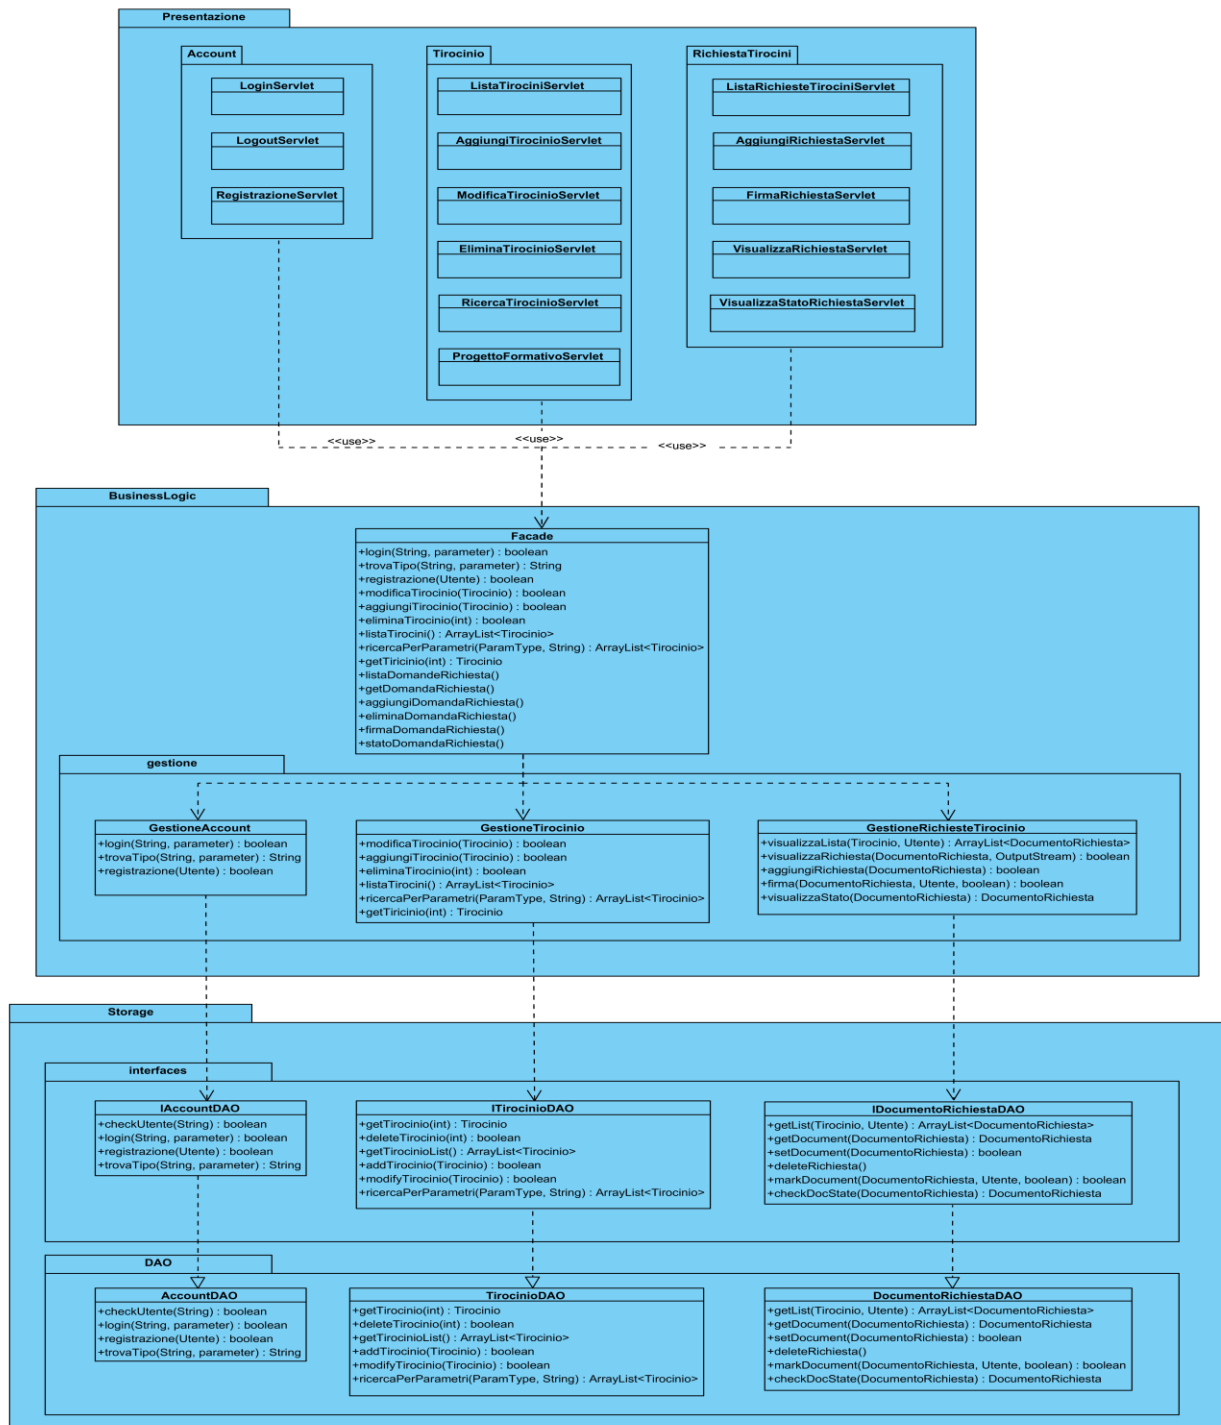 Presentazione
Account
LoginServlet
LogoutServlet
RegistrazioneServlet
Tirocinio
ListaTirociniServlet
AggiungiTirocinioServlet
ModificaTirocinioServlet
EliminaTirocinioServlet
RicercaTirocinioServlet
ProgettoFormativoServlet
RichiestaTirocini
ListaRichiesteTirociniServlet
AggiungiRichiestaServlet
FirmaRichiestaServlet
VisualizzaRichiestaServlet
VisualizzaStatoRichiestaServlet
<<use>>
<<use>>
<<use>>
BusinessLogic
Facade
+login(String, parameter) : boolean
+trovaTipo(String, parameter) : String
+registrazione(Utente) : boolean
+modificaTirocinio(Tirocinio) : boolean
+aggiungiTirocinio(Tirocinio) : boolean
+eliminaTirocinio(int) : boolean
+listaTirocini() : ArrayList<Tirocinio>
+ricercaPerParametri(ParamType, String) : ArrayList<Tirocinio>
+getTiricinio(int) : Tirocinio
+listaDomandeRichiesta()
+getDomandaRichiesta()
+aggiungiDomandaRichiesta()
+eliminaDomandaRichiesta()
+firmaDomandaRichiesta()
+statoDomandaRichiesta()
gestione
GestioneAccount
+login(String, parameter) : boolean
+trovaTipo(String, parameter) : String
+registrazione(Utente) : boolean
GestioneTirocinio
+modificaTirocinio(Tirocinio) : boolean
+aggiungiTirocinio(Tirocinio) : boolean
+eliminaTirocinio(int) : boolean
+listaTirocini() : ArrayList<Tirocinio>
+ricercaPerParametri(ParamType, String) : ArrayList<Tirocinio>
+getTiricinio(int) : Tirocinio
GestioneRichiesteTirocinio
+visualizzaLista(Tirocinio, Utente) : ArrayList<DocumentoRichiesta>
+visualizzaRichiesta(DocumentoRichiesta, OutputStream) : boolean
+aggiungiRichiesta(DocumentoRichiesta) : boolean
+firma(DocumentoRichiesta, Utente, boolean) : boolean
+visualizzaStato(DocumentoRichiesta) : DocumentoRichiesta
Storage
interfaces
IAccountDAO
+checkUtente(String) : boolean
+login(String, parameter) : boolean
+registrazione(Utente) : boolean
+trovaTipo(String, parameter) : String
ITirocinioDAO
+getTirocinio(int) : Tirocinio
+deleteTirocinio(int) : boolean
+getTirocinioList() : ArrayList<Tirocinio>
+addTirocinio(Tirocinio) : boolean
+modifyTirocinio(Tirocinio) : boolean
+ricercaPerParametri(ParamType, String) : ArrayList<Tirocinio>
IDocumentoRichiestaDAO
+getList(Tirocinio, Utente) : ArrayList<DocumentoRichiesta>
+getDocument(DocumentoRichiesta) : DocumentoRichiesta
+setDocument(DocumentoRichiesta) : boolean
+deleteRichiesta()
+markDocument(DocumentoRichiesta, Utente, boolean) : boolean
+checkDocState(DocumentoRichiesta) : DocumentoRichiesta
DAO
AccountDAO
+checkUtente(String) : boolean
+login(String, parameter) : boolean
+registrazione(Utente) : boolean
+trovaTipo(String, parameter) : String
TirocinioDAO
+getTirocinio(int) : Tirocinio
+deleteTirocinio(int) : boolean
+getTirocinioList() : ArrayList<Tirocinio>
+addTirocinio(Tirocinio) : boolean
+modifyTirocinio(Tirocinio) : boolean
+ricercaPerParametri(ParamType, String) : ArrayList<Tirocinio>
DocumentoRichiestaDAO
+getList(Tirocinio, Utente) : ArrayList<DocumentoRichiesta>
+getDocument(DocumentoRichiesta) : DocumentoRichiesta
+setDocument(DocumentoRichiesta) : boolean
+deleteRichiesta()
+markDocument(DocumentoRichiesta, Utente, boolean) : boolean
+checkDocState(DocumentoRichiesta) : DocumentoRichiesta